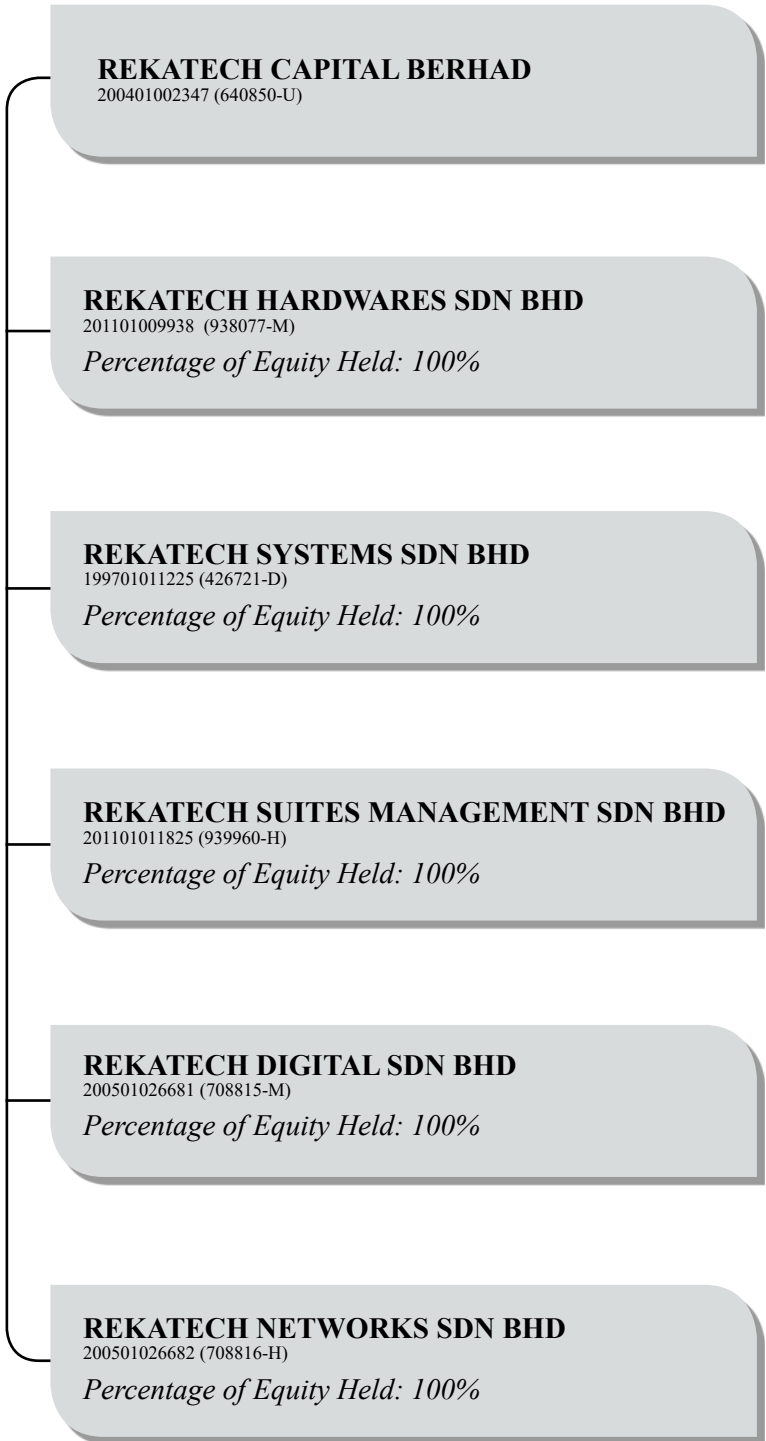 REKATECH CAPITAL BERHAD
200401002347 (640850-U)
REKATECH HARDWARES SDN BHD
201101009938 (938077-M)
Percentage of Equity Held: 100%
REKATECH SYSTEMS SDN BHD
199701011225 (426721-D)
Percentage of Equity Held: 100%
REKATECH SUITES MANAGEMENT SDN BHD
201101011825 (939960-H)
Percentage of Equity Held: 100%
REKATECH DIGITAL SDN BHD
200501026681 (708815-M)
Percentage of Equity Held: 100%
REKATECH NETWORKS SDN BHD
200501026682 (708816-H)
Percentage of Equity Held: 100%